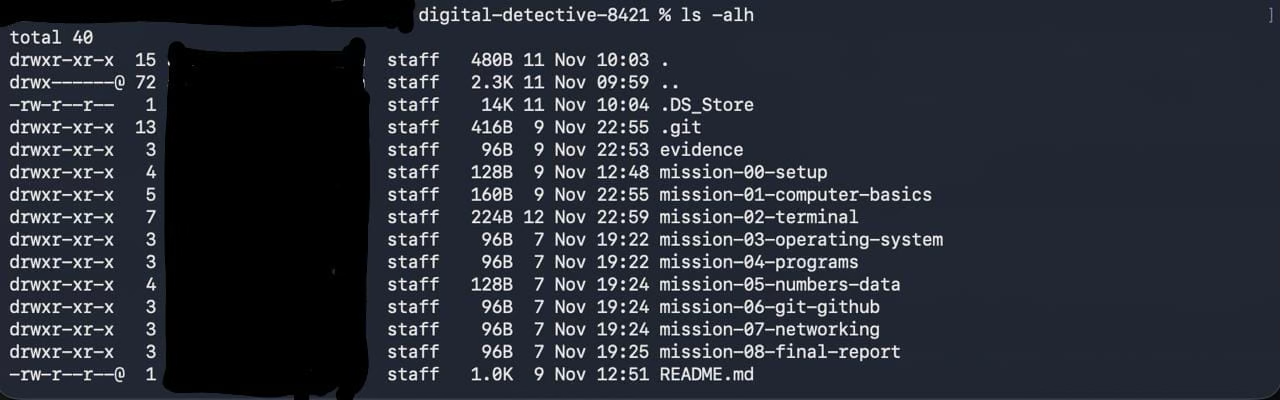 digital-detective-8421 % ls -alh ]
total 40
drwxr-xr-x 15 staff 480B 11 Nov 10:03 .
drwx------@ 72 staff 2.3K 11 Nov 09:59 ..
-rw-r--r-- 1 staff 14K 11 Nov 10:04 .DS_Store
drwxr-xr-x 13 staff 416B 9 Nov 22:55 .git
drwxr-xr-x 3 staff 96B 9 Nov 22:53 evidence
drwxr-xr-x 4 staff 128B 9 Nov 12:48 mission-00-setup
drwxr-xr-x 5 staff 160B 9 Nov 22:55 mission-01-computer-basics
drwxr-xr-x 7 staff 224B 12 Nov 22:59 mission-02-terminal
drwxr-xr-x 3 staff 96B 7 Nov 19:22 mission-03-operating-system
drwxr-xr-x 3 staff 96B 7 Nov 19:22 mission-04-programs
drwxr-xr-x 4 staff 128B 7 Nov 19:24 mission-05-numbers-data
drwxr-xr-x 3 staff 96B 7 Nov 19:24 mission-06-git-github
drwxr-xr-x 3 staff 96B 7 Nov 19:24 mission-07-networking
drwxr-xr-x 3 staff 96B 7 Nov 19:25 mission-08-final-report
-rw-r--r--@ 1 staff 1.0K 9 Nov 12:51 README.md